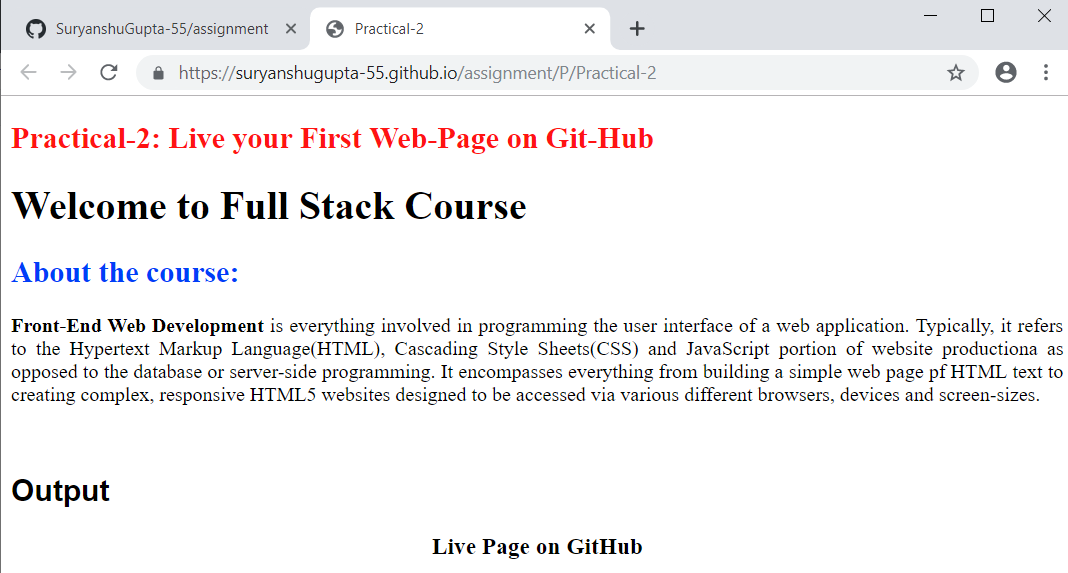 SuryanshuGupta-55/assignment
Practical-2
https://suryanshugupta-55.github.io/assignment/P/Practical-2
Practical-2: Live your First Web-Page on Git-Hub
Welcome to Full Stack Course
About the course:
Front-End Web Development is everything involved in programming the user interface of a web application. Typically, it refers
to the Hypertext Markup Language(HTML), Cascading Style Sheets(CSS) and JavaScript portion of website productiona as
opposed to the database or server-side programming. It encompasses everything from building a simple web page pf HTML text to
creating complex, responsive HTML5 websites designed to be accessed via various different browsers, devices and screen-sizes.
Output
Live Page on GitHub